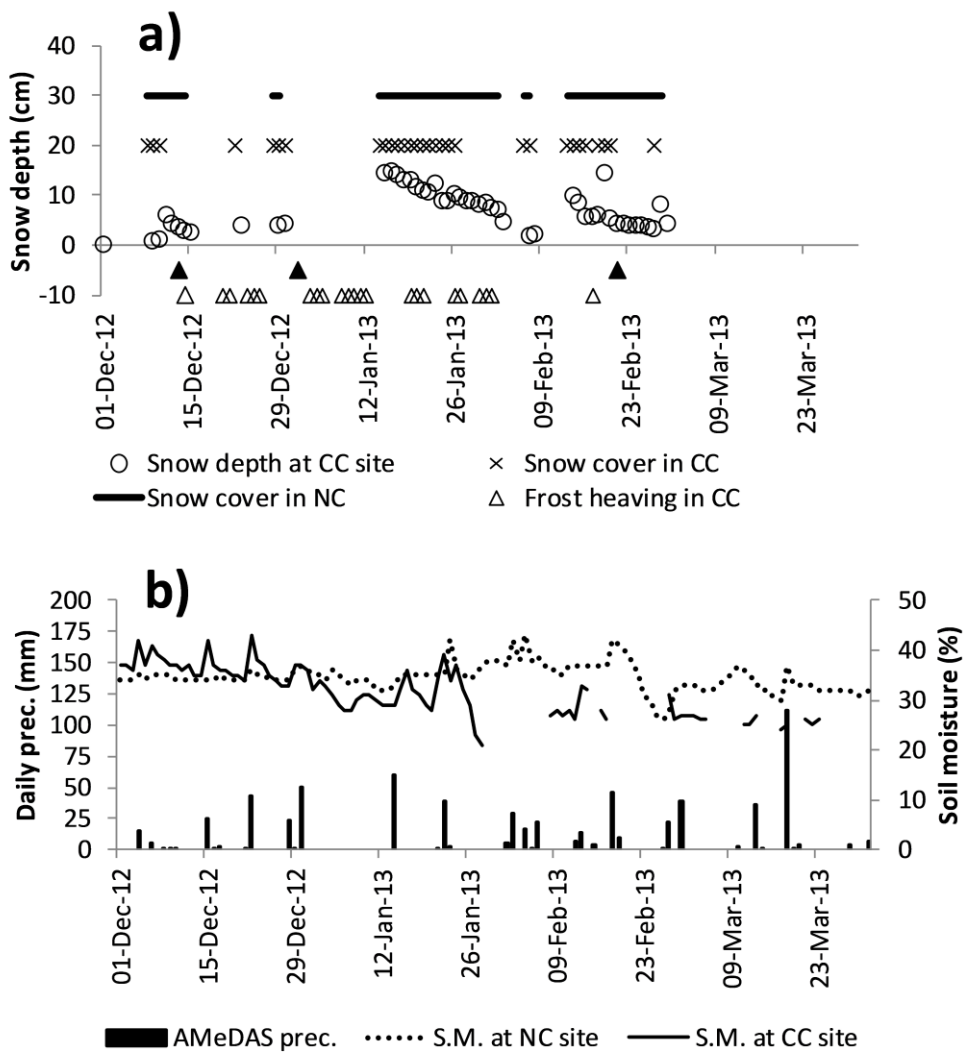 a)
Snow depth (cm)
40
30
20
10
0
-10
01-Dec-12
15-Dec-12
29-Dec-12
12-Jan-13
26-Jan-13
09-Feb-13
23-Feb-13
09-Mar-13
23-Mar-13
Snow depth at CC site
Snow cover in CC
Snow cover in NC
Frost heaving in CC
b)
Daily prec. (mm)
200
175
150
125
100
75
50
25
0
50
40
30
20
10
0
Soil moisture (%)
01-Dec-12
15-Dec-12
29-Dec-12
12-Jan-13
26-Jan-13
09-Feb-13
23-Feb-13
09-Mar-13
23-Mar-13
AMeDAS prec.
S.M. at NC site
S.M. at CC site